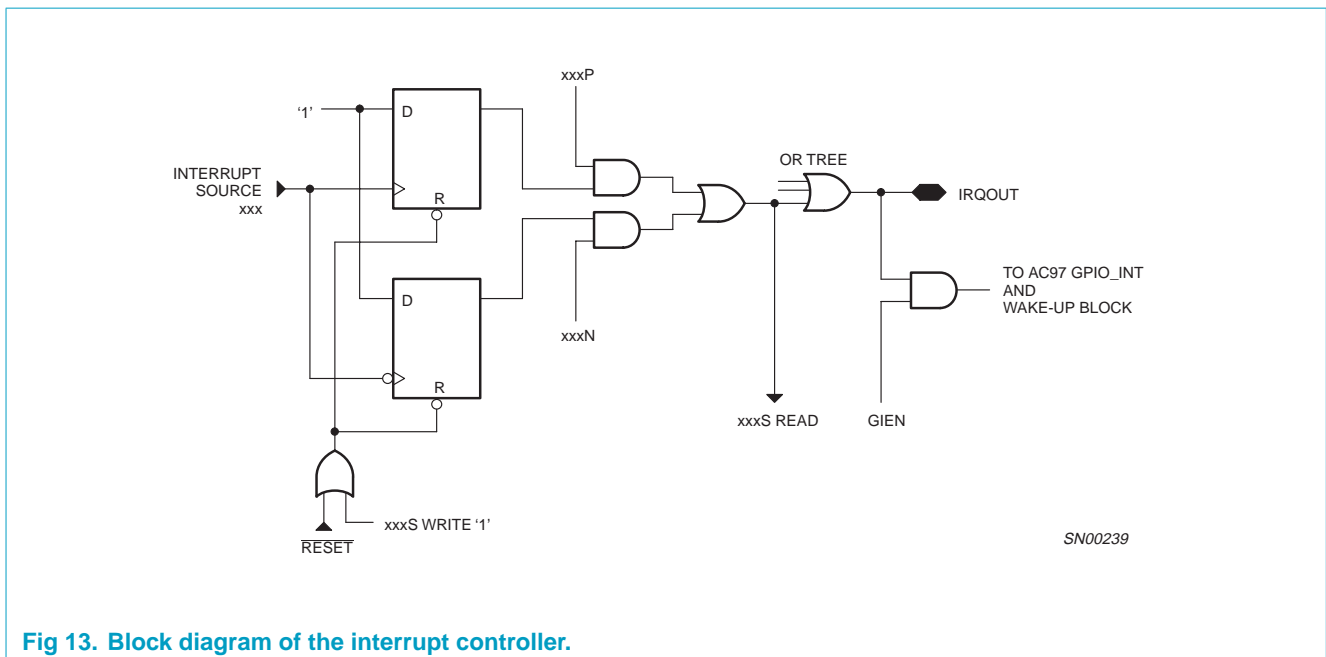 xxxP
‘1’
D
OR TREE
INTERRUPT
SOURCE
xxx
R
IRQOUT
D
TO AC97 GPIO_INT
AND
WAKE-UP BLOCK
xxxN
R
xxxS READ
GIEN
xxxS WRITE ‘1’
RESET
SN00239
Fig 13. Block diagram of the interrupt controller.